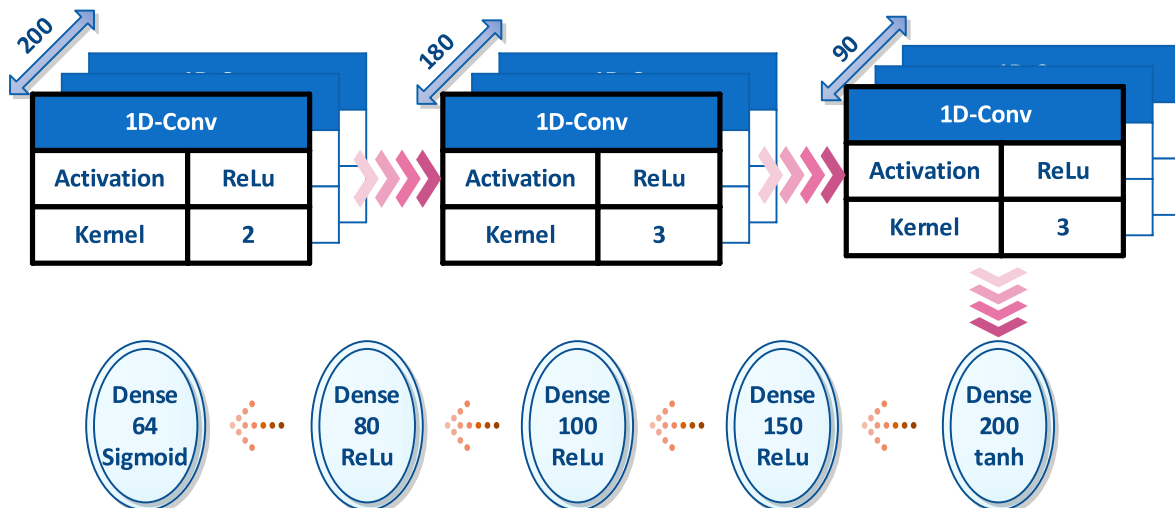 200
180
90
1D-Conv
Activation ReLu
Kernel 2
1D-Conv
Activation ReLu
Kernel 3
1D-Conv
Activation ReLu
Kernel 3
Dense
64
Sigmoid
Dense
80
ReLu
Dense
100
ReLu
Dense
150
ReLu
Dense
200
tanh